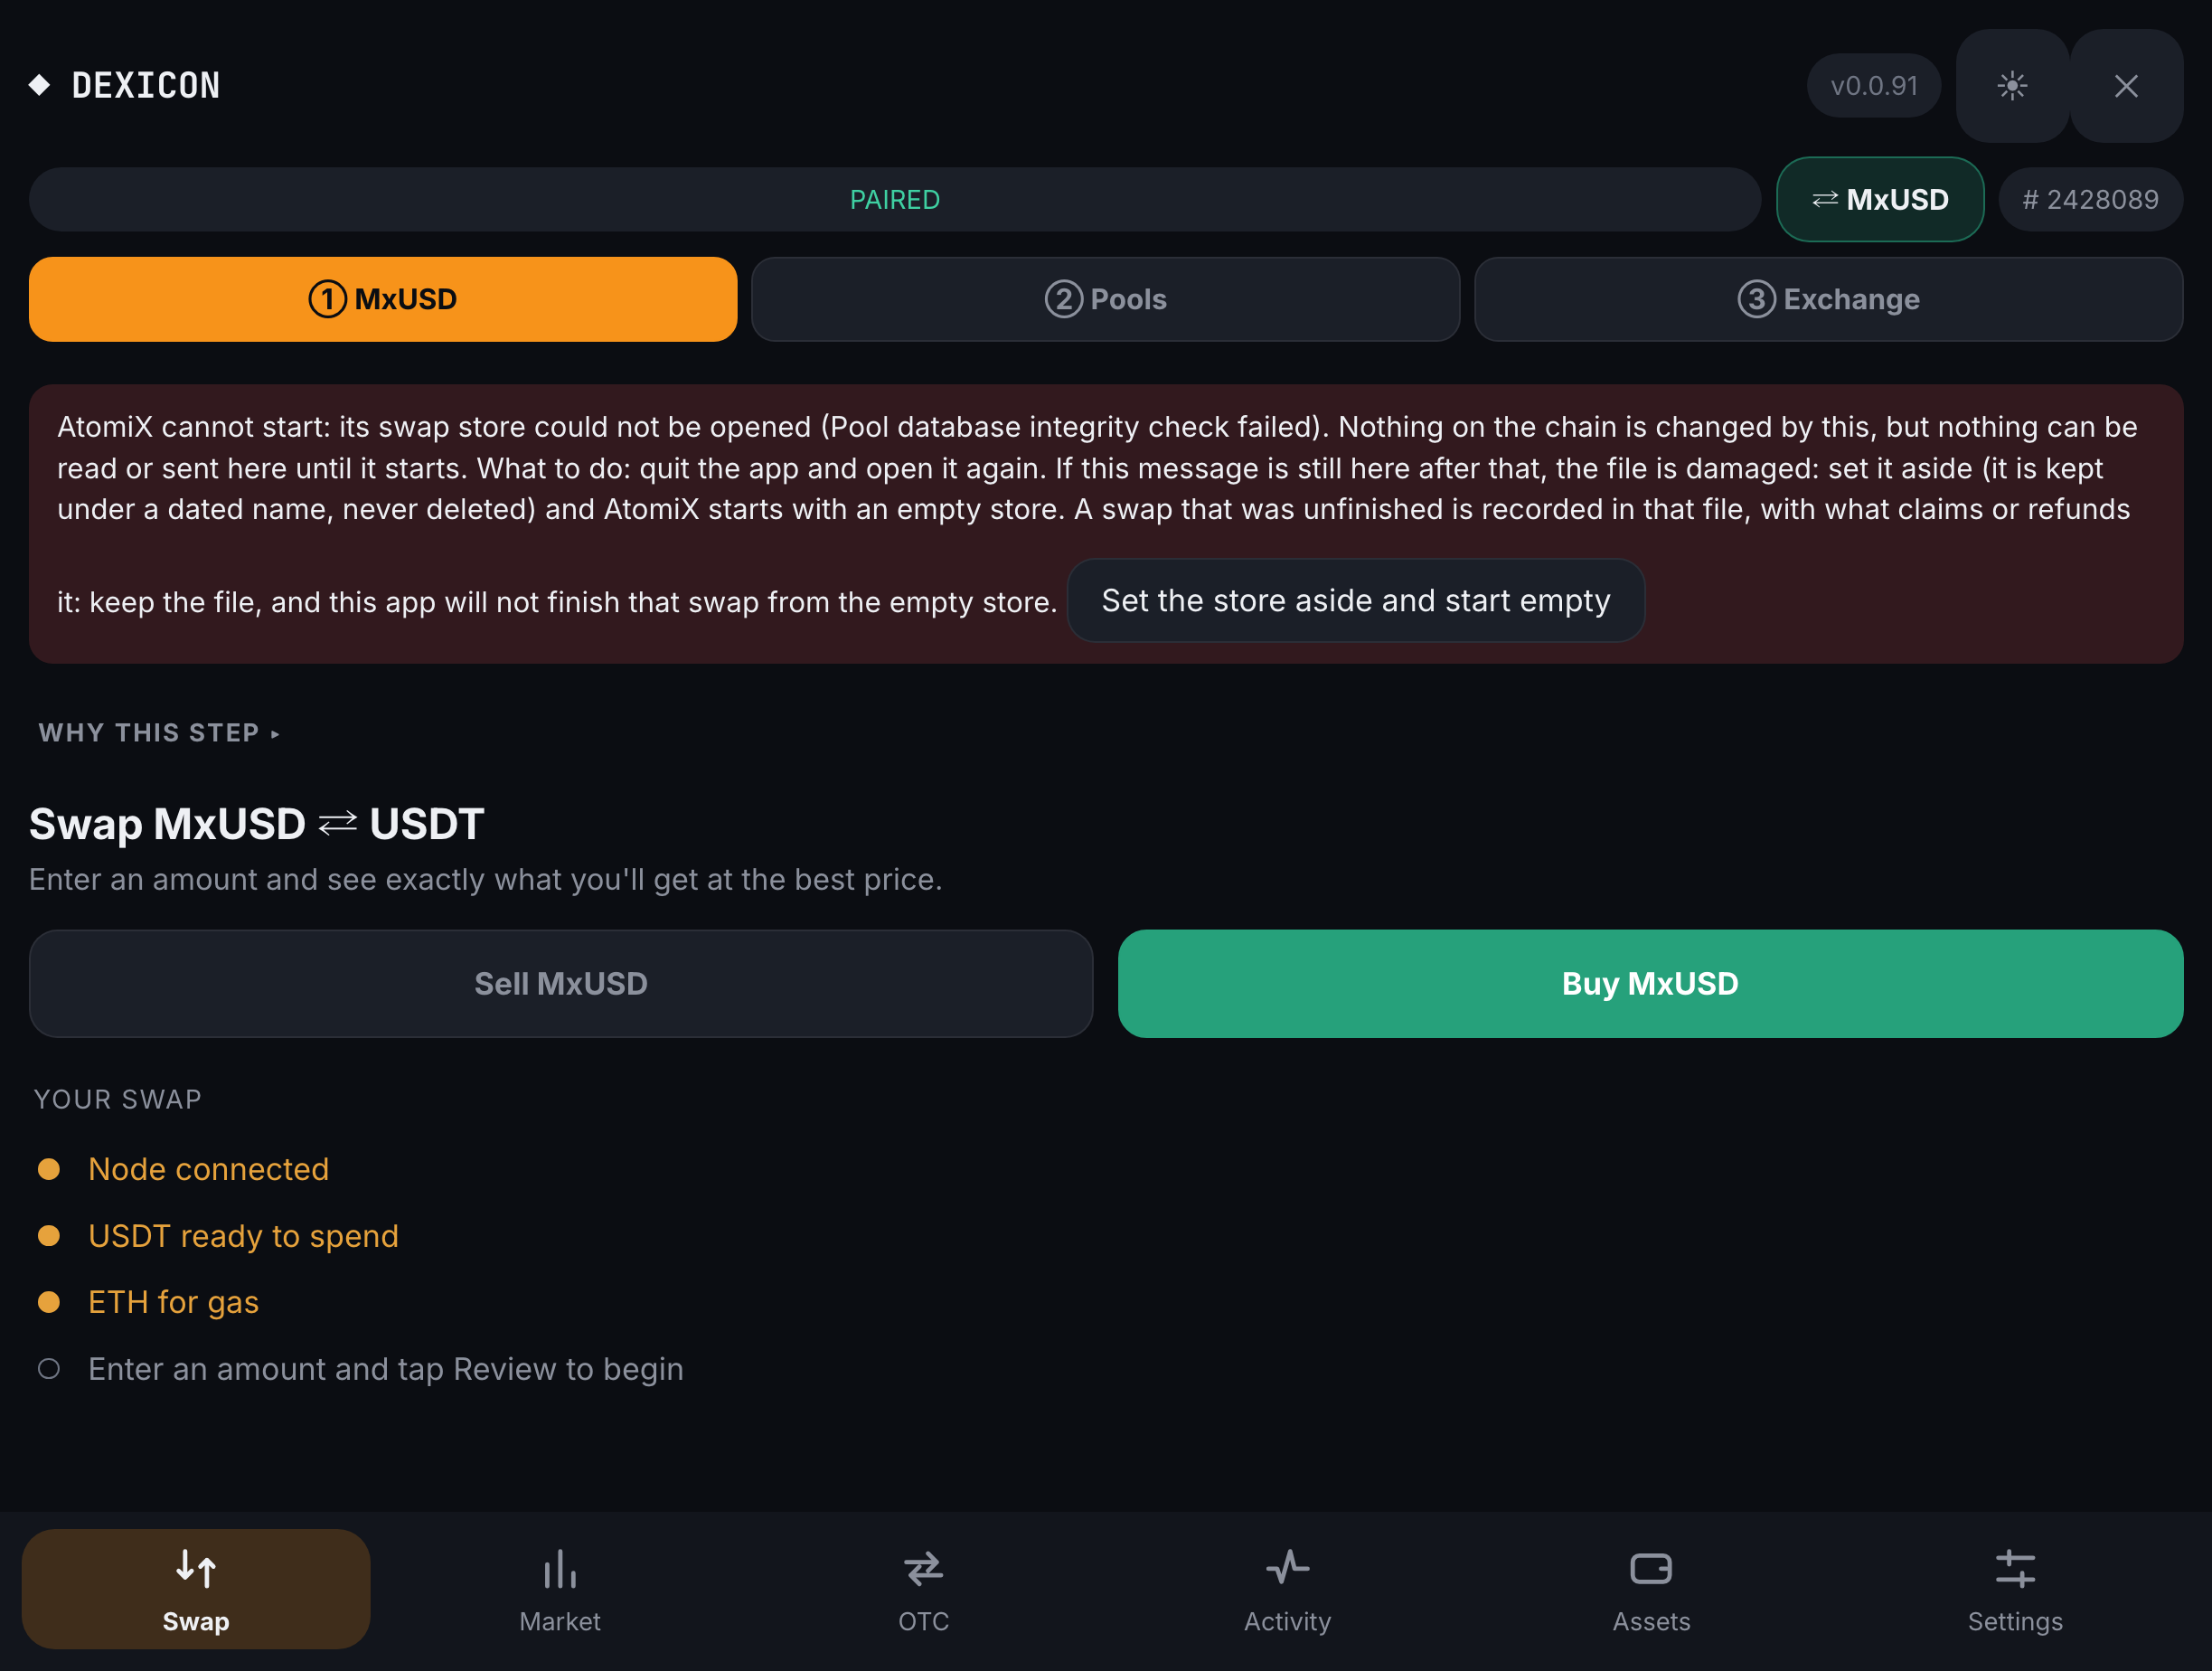 ◆ DEXICON
v0.0.91
PAIRED
⇄ MxUSD
# 2428089
① MxUSD
② Pools
③ Exchange
AtomiX cannot start: its swap store could not be opened (Pool database integrity check failed). Nothing on the chain is changed by this, but nothing can be
read or sent here until it starts. What to do: quit the app and open it again. If this message is still here after that, the file is damaged: set it aside (it is kept
under a dated name, never deleted) and AtomiX starts with an empty store. A swap that was unfinished is recorded in that file, with what claims or refunds
it: keep the file, and this app will not finish that swap from the empty store.
Set the store aside and start empty
WHY THIS STEP ▸
Swap MxUSD ⇄ USDT
Enter an amount and see exactly what you'll get at the best price.
Sell MxUSD
Buy MxUSD
YOUR SWAP
Node connected
USDT ready to spend
ETH for gas
Enter an amount and tap Review to begin
Swap
Market
OTC
Activity
Assets
Settings